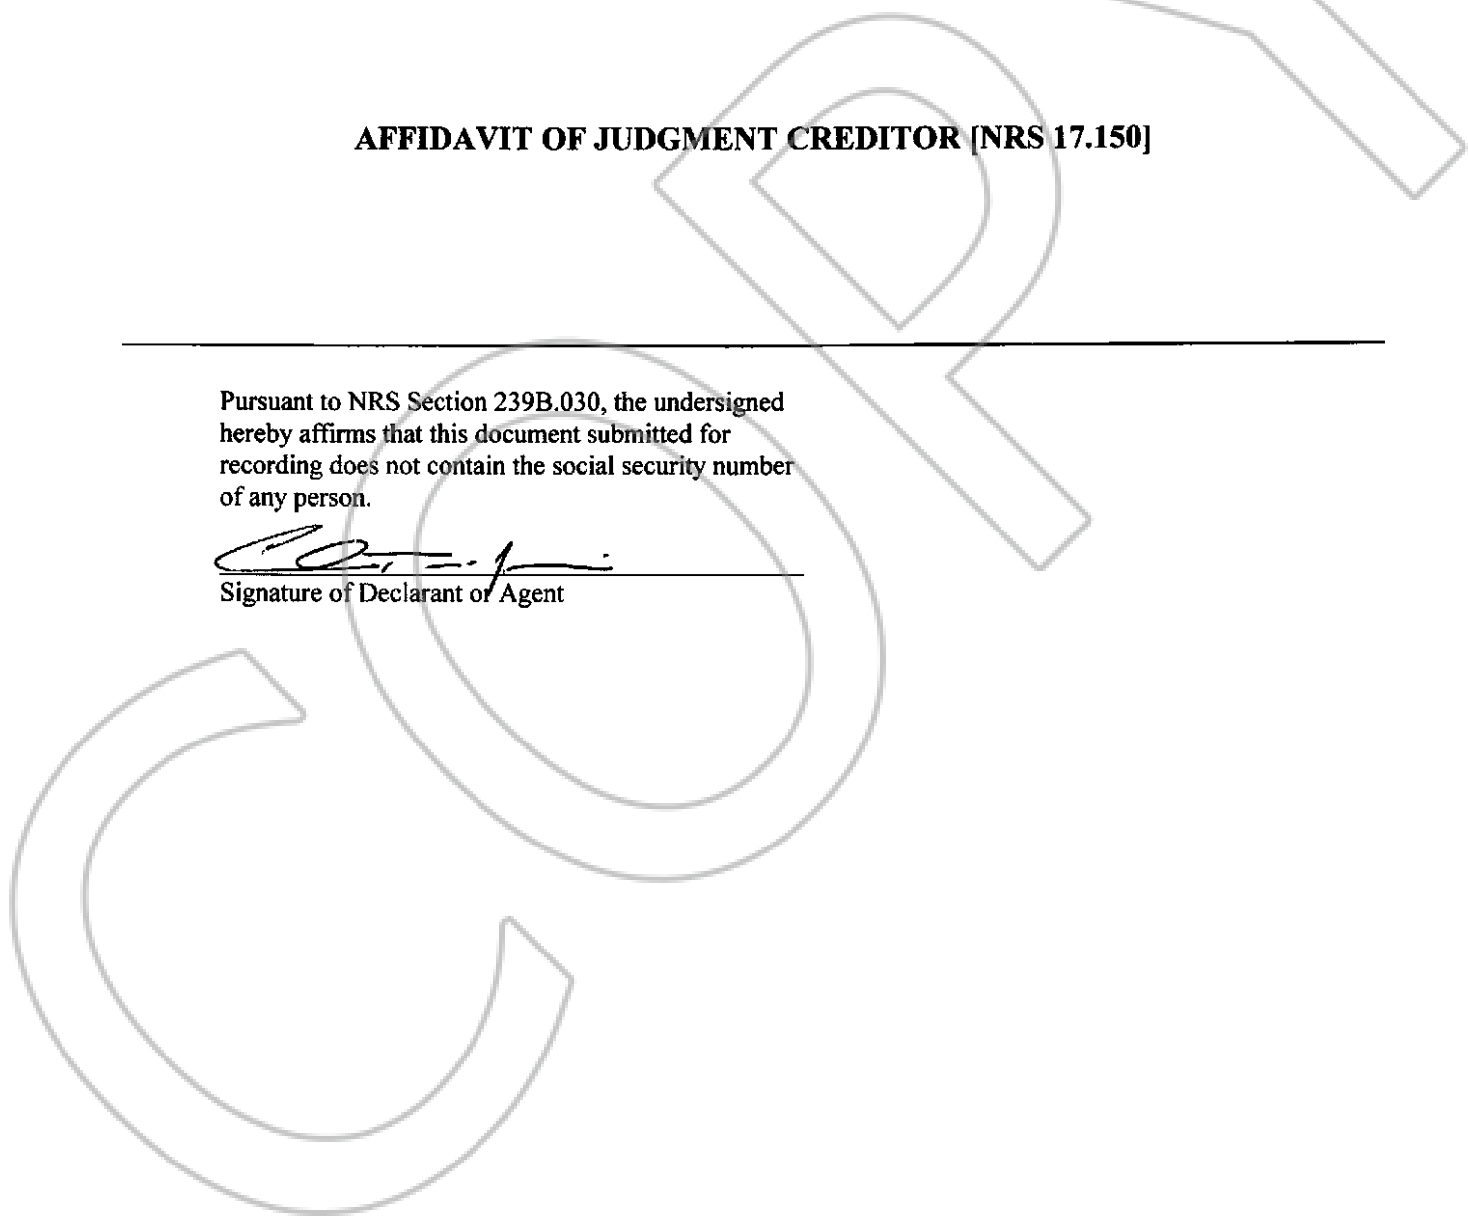 AFFIDAVIT OF JUDGMENT CREDITOR [NRS 17.150]
Pursuant to NRS Section 239B.030, the undersigned
hereby affirms that this document submitted for
recording does not contain the social security number
of any person.
Signature of Declarant or Agent
COPY